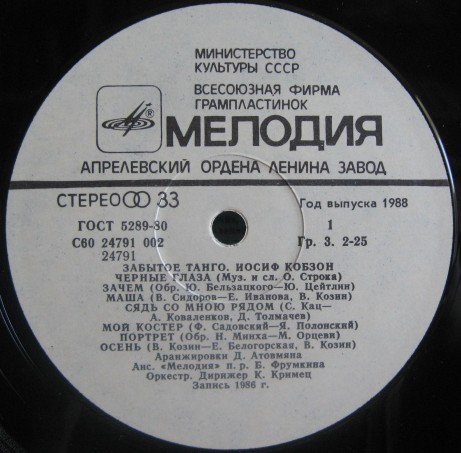 МИНИСТЕРСТВО
КУЛЬТУРЫ СССР
ВСЕСОЮЗНАЯ ФИРМА
ГРАМПЛАСТИНОК
МЕЛОДИЯ
АПРЕЛЕВСКИЙ ОРДЕНА ЛЕНИНА ЗАВОД
СТЕРЕО 33 Год выпуска 1988
ГОСТ 5289-80 1
С60 24791 002 Гр. 3. 2-25
24791
ЗАБЫТОЕ ТАНГО. ИОСИФ КОБЗОН
ЧЕРНЫЕ ГЛАЗА (Муз. и сл. О. Строка)
ЗАЧЕМ (Обр. Ю. Бельзацкого—Ю. Цейтлин)
МАША (В. Сидоров—Е. Иванова, В. Козин)
СЯДЬ СО МНОЮ РЯДОМ (С. Кац—
А. Коваленков, Д. Толмачев)
МОЙ КОСТЕР (Ф. Садовский—Я. Полонский)
ПОРТРЕТ (Обр. Н. Минха—М. Орцеви)
ОСЕНЬ (В. Козин—Е. Белогорская, В. Козин)
Аранжировки Д. Атовмяна
Анс. «Мелодия» п. р. Б. Фрумкина
Оркестр. Дирижер К. Кримец
Запись 1986 г.